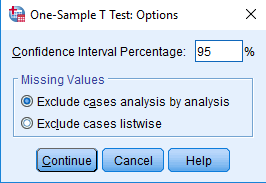 One-Sample T Test: Options
Confidence Interval Percentage: 95 %
Missing Values
Exclude cases analysis by analysis
Exclude cases listwise
Continue Cancel Help